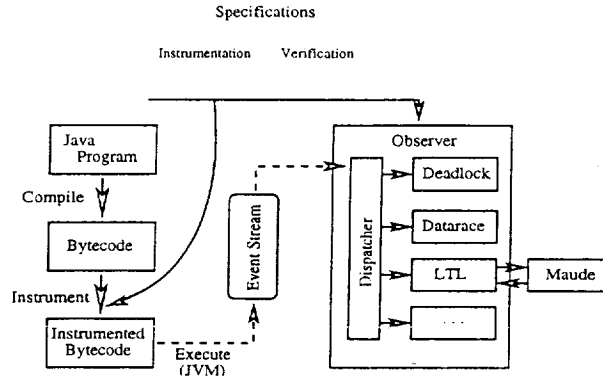 Specifications
Instrumentation Verification
Java
Program
Compile
Bytecode
Instrument
Instrumented
Bytecode
Execute
(JVM)
Event Stream
Observer
Dispatcher
Deadlock
Datarace
LTL
Maude
. . .